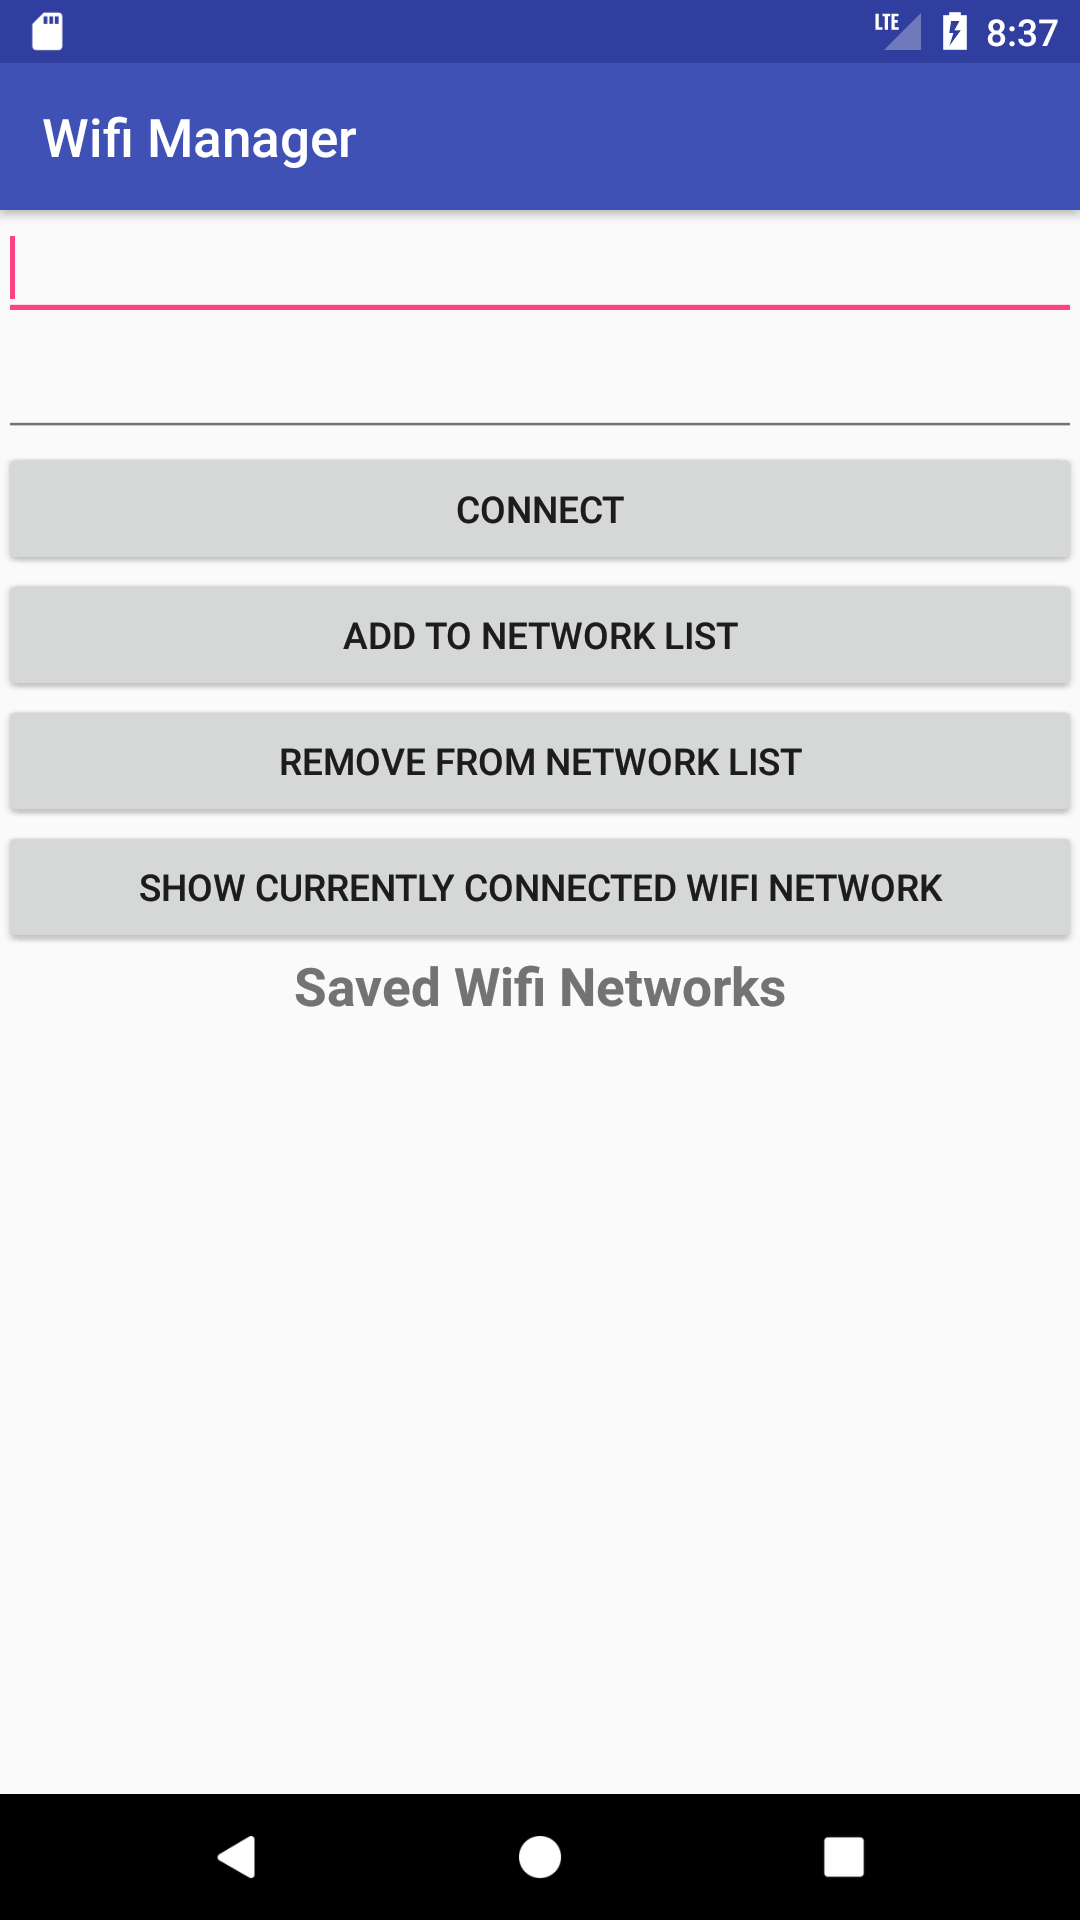 LTE 8:37
Wifi Manager
CONNECT
ADD TO NETWORK LIST
REMOVE FROM NETWORK LIST
SHOW CURRENTLY CONNECTED WIFI NETWORK
Saved Wifi Networks